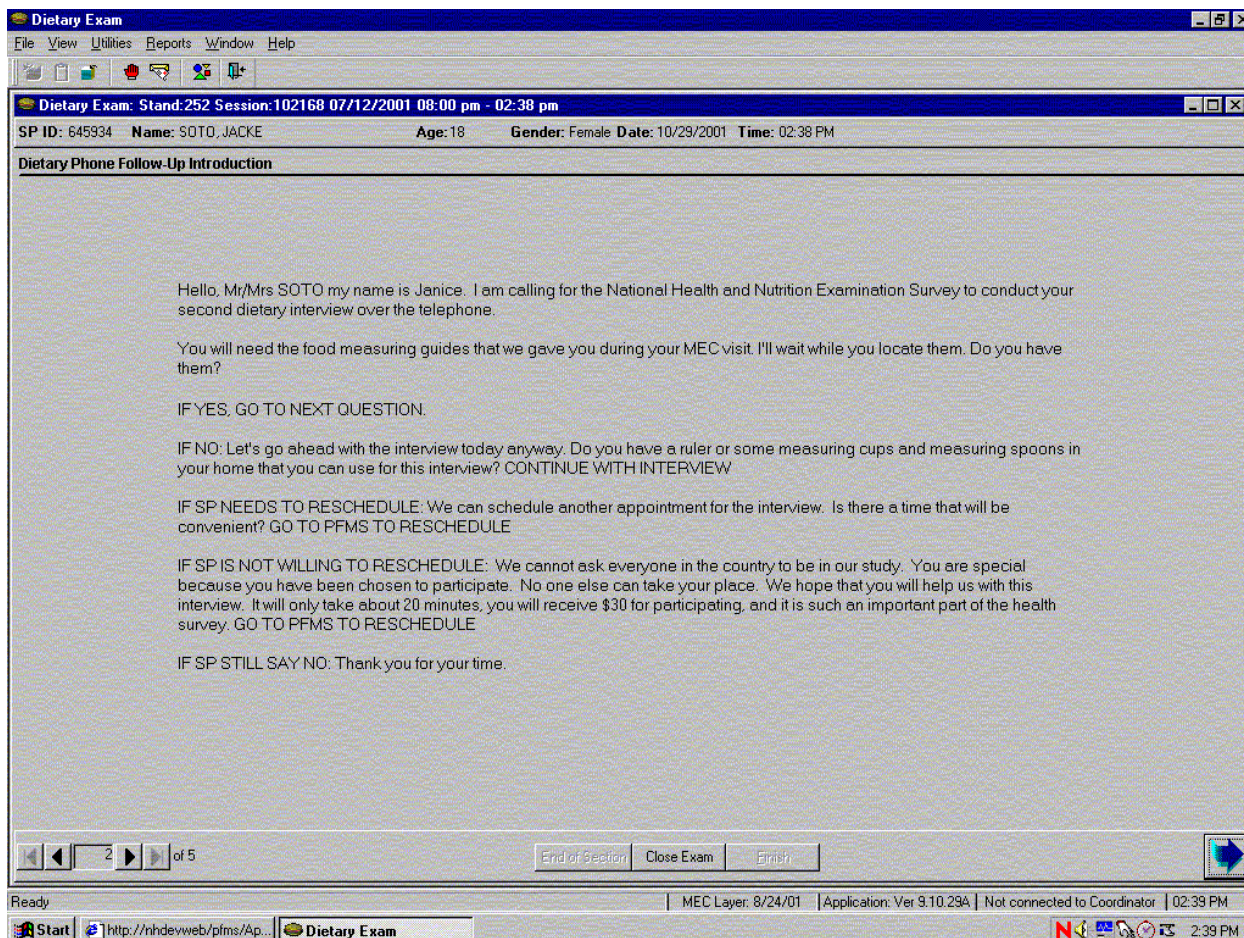 Dietary Exam
File View Utilities Reports Window Help
Dietary Exam: Stand:252 Session:102168 07/12/2001 08:00 pm - 02:38 pm
SP ID: 645934 Name: SOTO, JACKE Age: 18 Gender: Female Date: 10/29/2001 Time: 02:38 PM
Dietary Phone Follow-Up Introduction
Hello, Mr/Mrs SOTO my name is Janice. I am calling for the National Health and Nutrition Examination Survey to conduct your
second dietary interview over the telephone.
You will need the food measuring guides that we gave you during your MEC visit. I'll wait while you locate them. Do you have
them?
IF YES, GO TO NEXT QUESTION.
IF NO: Let's go ahead with the interview today anyway. Do you have a ruler or some measuring cups and measuring spoons in
your home that you can use for this interview? CONTINUE WITH INTERVIEW
IF SP NEEDS TO RESCHEDULE: We can schedule another appointment for the interview. Is there a time that will be
convenient? GO TO PFMS TO RESCHEDULE
IF SP IS NOT WILLING TO RESCHEDULE: We cannot ask everyone in the country to be in our study. You are special
because you have been chosen to participate. No one else can take your place. We hope that you will help us with this
interview. It will only take about 20 minutes, you will receive $30 for participating, and it is such an important part of the health
survey. GO TO PFMS TO RESCHEDULE
IF SP STILL SAY NO: Thank you for your time.
2 of 5 End of Section Close Exam Finish
Ready MEC Layer: 8/24/01 Application: Ver 9.10.29A Not connected to Coordinator 02:39 PM
Start http://nhdevweb/pfms/Ap... Dietary Exam N 2:39 PM